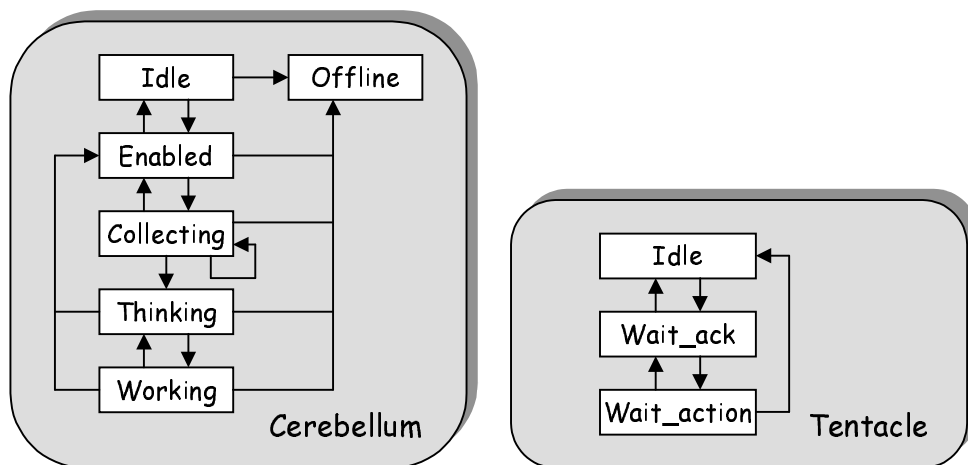 Idle
Offline
Enabled
Collecting
Thinking
Working
Cerebellum
Idle
Wait_ack
Wait_action
Tentacle